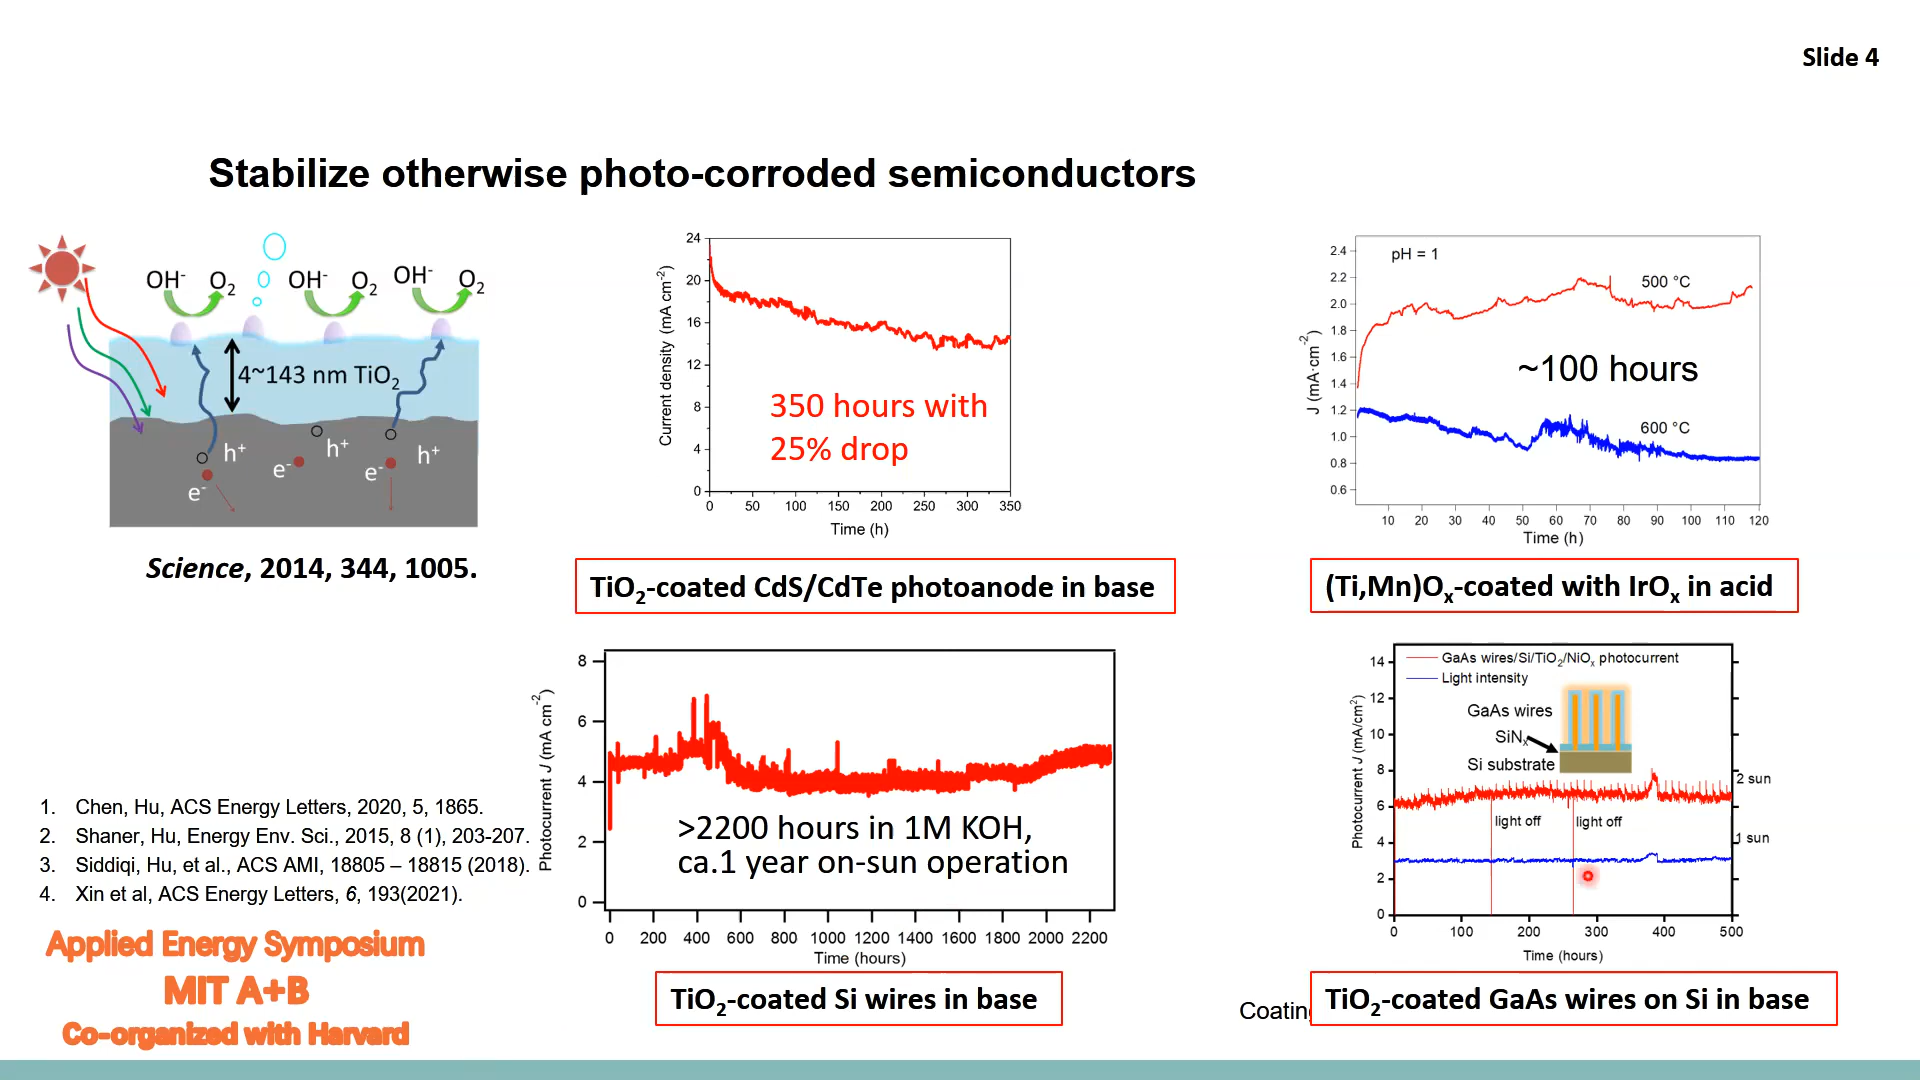 Slide 4
Stabilize otherwise photo-corroded semiconductors
OH⁻ O₂ OH⁻ O₂ OH⁻ O₂
4~143 nm TiO₂
h⁺ h⁺ h⁺
e⁻ e⁻ e⁻
Science, 2014, 344, 1005.
24
20
16
12
8
4
0
Current density (mA cm⁻²)
350 hours with
25% drop
0 50 100 150 200 250 300 350
Time (h)
TiO₂-coated CdS/CdTe photoanode in base
2.4
2.2
2.0
1.8
1.6
1.4
1.2
1.0
0.8
0.6
J (mA·cm⁻²)
pH = 1
500 °C
~100 hours
600 °C
10 20 30 40 50 60 70 80 90 100 110 120
Time (h)
(Ti,Mn)Oₓ-coated with IrOₓ in acid
8
6
4
2
0
Photocurrent J (mA cm⁻²)
>2200 hours in 1M KOH,
ca.1 year on-sun operation
0 200 400 600 800 1000 1200 1400 1600 1800 2000 2200
Time (hours)
TiO₂-coated Si wires in base
14
12
10
8
6
4
2
0
Photocurrent J (mA/cm²)
GaAs wires/Si/TiO₂/NiOₓ photocurrent
Light intensity
GaAs wires
SiNₓ
Si substrate
2 sun
light off light off
1 sun
0 100 200 300 400 500
Time (hours)
Coating
TiO₂-coated GaAs wires on Si in base
1. Chen, Hu, ACS Energy Letters, 2020, 5, 1865.
2. Shaner, Hu, Energy Env. Sci., 2015, 8 (1), 203-207.
3. Siddiqi, Hu, et al., ACS AMI, 18805 – 18815 (2018).
4. Xin et al, ACS Energy Letters, 6, 193(2021).
Applied Energy Symposium
MIT A+B
Co-organized with Harvard